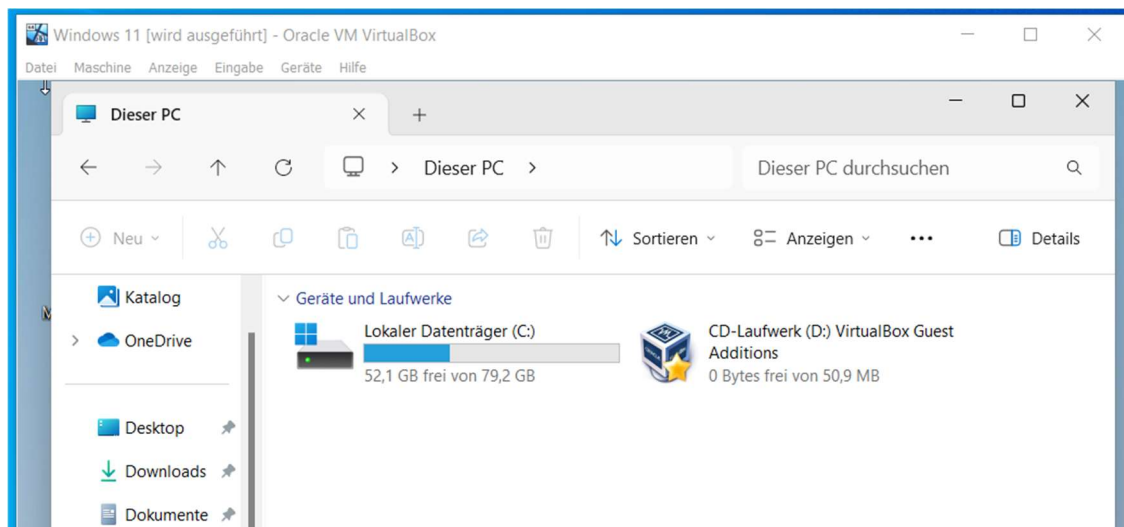 Windows 11 [wird ausgeführt] - Oracle VM VirtualBox
Datei Maschine Anzeige Eingabe Geräte Hilfe
Dieser PC
Dieser PC
Dieser PC durchsuchen
Neu
Sortieren
Anzeigen
Details
Katalog
OneDrive
Desktop
Downloads
Dokumente
Geräte und Laufwerke
Lokaler Datenträger (C:)
52,1 GB frei von 79,2 GB
CD-Laufwerk (D:) VirtualBox Guest
Additions
0 Bytes frei von 50,9 MB